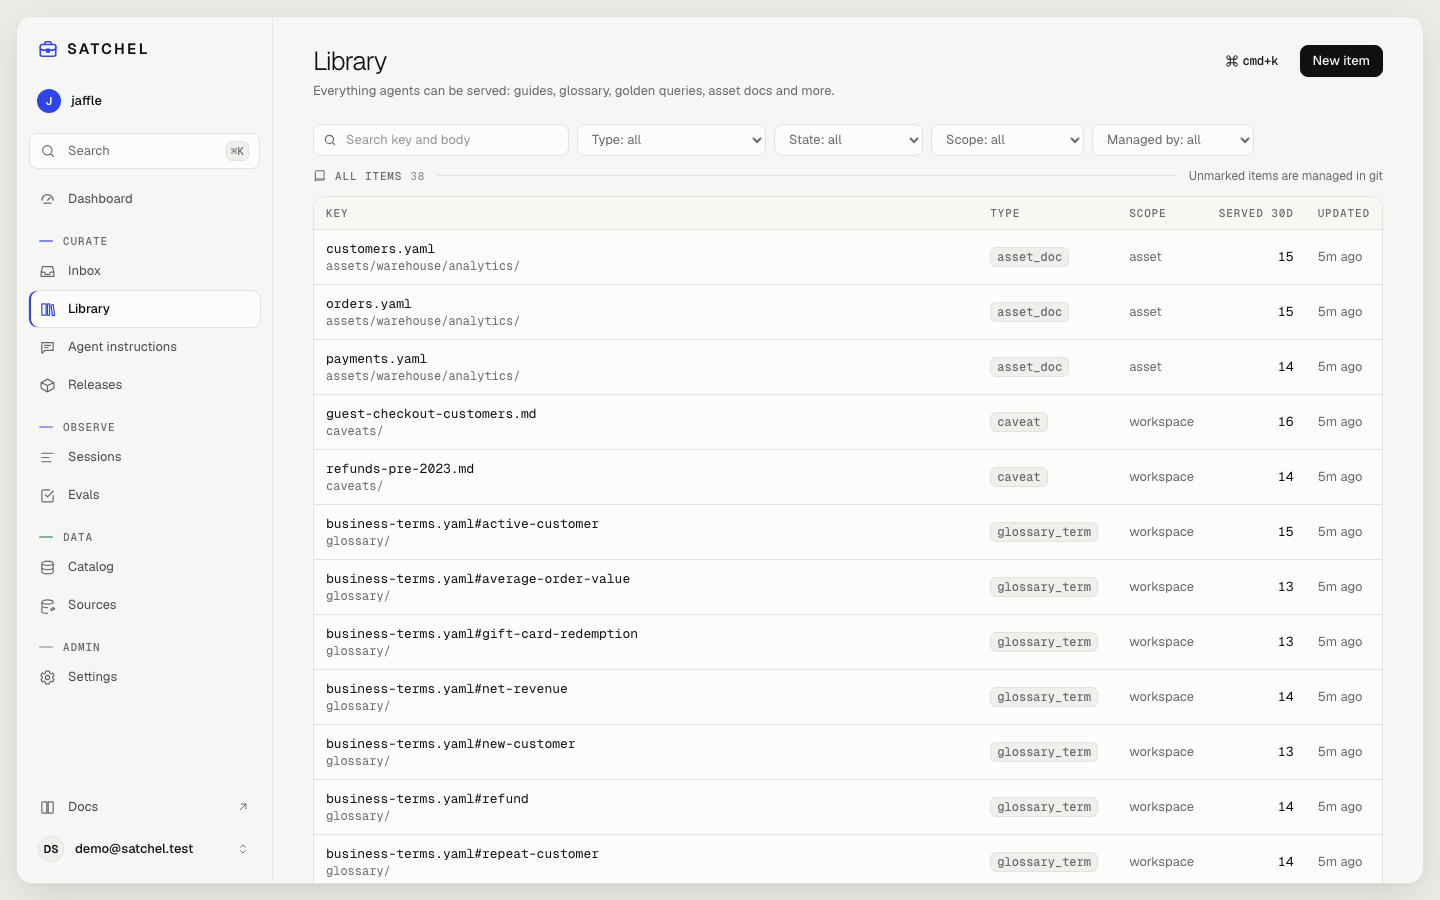 SATCHEL
J jaffle
Search ⌘K
Dashboard
CURATE
Inbox
Library
Agent instructions
Releases
OBSERVE
Sessions
Evals
DATA
Catalog
Sources
ADMIN
Settings
Docs
DS demo@satchel.test
Library
⌘ cmd+k New item
Everything agents can be served: guides, glossary, golden queries, asset docs and more.
Search key and body Type: all State: all Scope: all Managed by: all
ALL ITEMS 38 Unmarked items are managed in git
KEY TYPE SCOPE SERVED 30D UPDATED
customers.yaml
assets/warehouse/analytics/ asset_doc asset 15 5m ago
orders.yaml
assets/warehouse/analytics/ asset_doc asset 15 5m ago
payments.yaml
assets/warehouse/analytics/ asset_doc asset 14 5m ago
guest-checkout-customers.md
caveats/ caveat workspace 16 5m ago
refunds-pre-2023.md
caveats/ caveat workspace 14 5m ago
business-terms.yaml#active-customer
glossary/ glossary_term workspace 15 5m ago
business-terms.yaml#average-order-value
glossary/ glossary_term workspace 13 5m ago
business-terms.yaml#gift-card-redemption
glossary/ glossary_term workspace 13 5m ago
business-terms.yaml#net-revenue
glossary/ glossary_term workspace 14 5m ago
business-terms.yaml#new-customer
glossary/ glossary_term workspace 13 5m ago
business-terms.yaml#refund
glossary/ glossary_term workspace 14 5m ago
business-terms.yaml#repeat-customer
glossary/ glossary_term workspace 14 5m ago